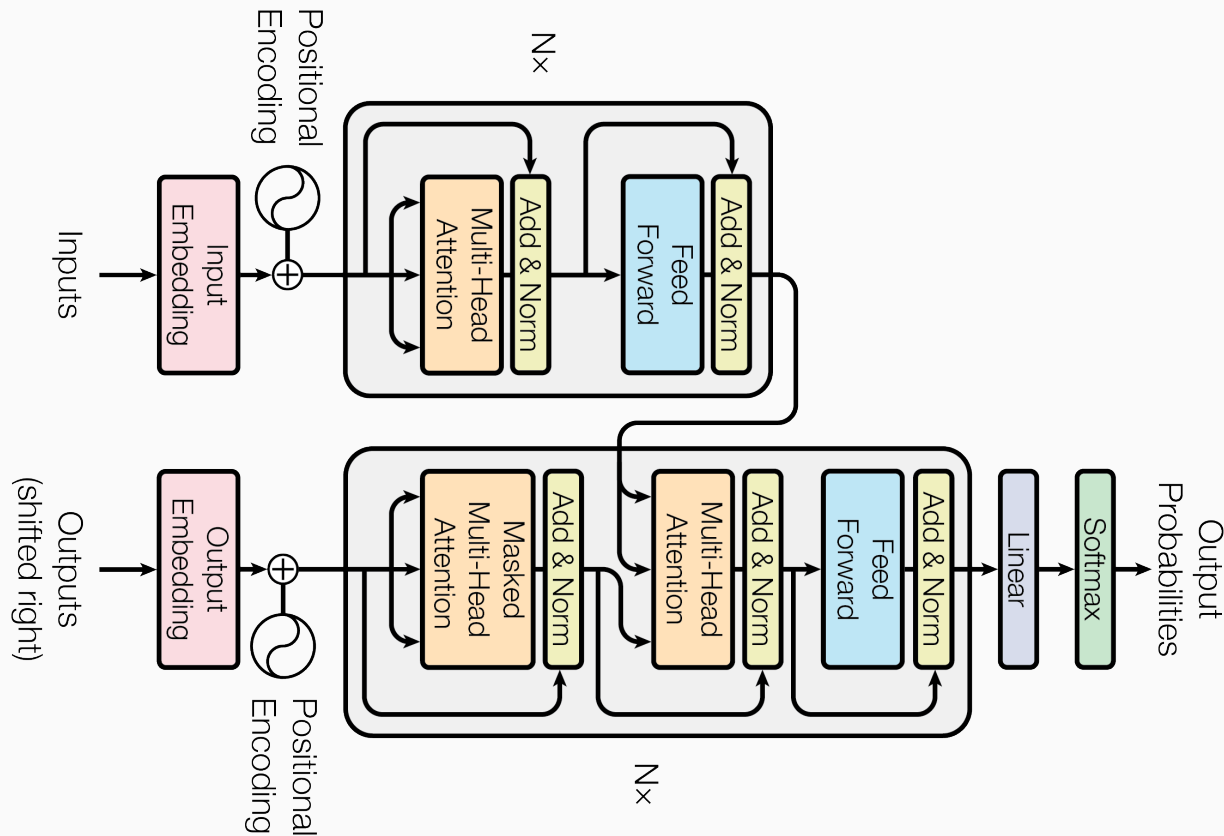 Output
Probabilities
Softmax
Linear
Add & Norm
Feed
Forward
Add & Norm
Multi-Head
Attention
Add & Norm
Masked
Multi-Head
Attention
Nx
Add & Norm
Feed
Forward
Add & Norm
Multi-Head
Attention
Nx
Positional
Encoding
Positional
Encoding
Input
Embedding
Output
Embedding
Inputs
Outputs
(shifted right)